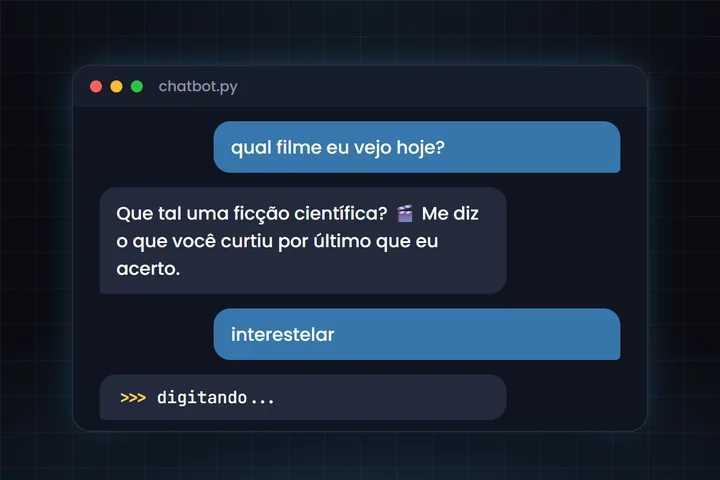 chatbot.py
qual filme eu vejo hoje?
Que tal uma ficção científica? 🎬 Me diz
o que você curtiu por último que eu
acerto.
interestelar
>>> digitando...